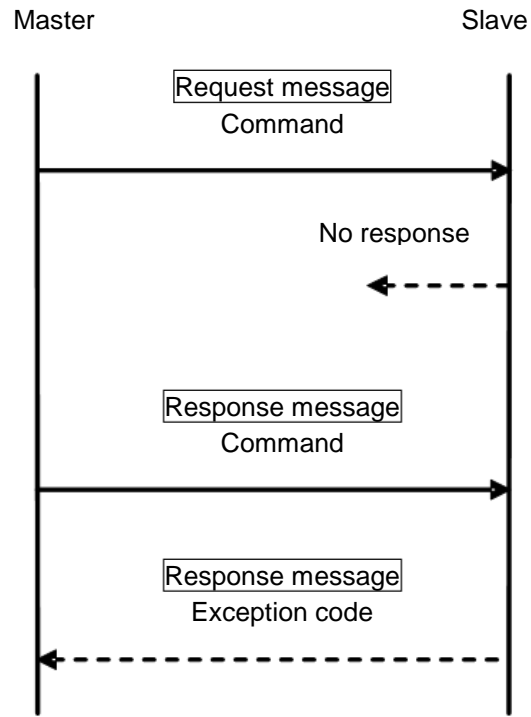 Master Slave
Request message
Command
No response
Response message
Command
Response message
Exception code